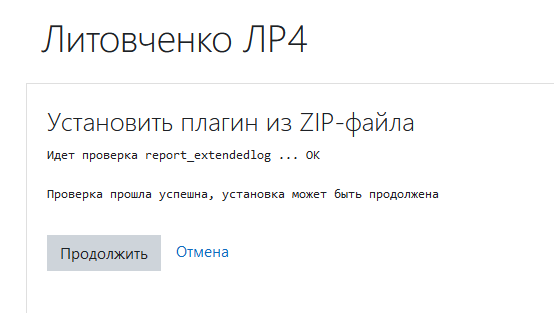 Литовченко ЛР4
Установить плагин из ZIP-файла
Идет проверка report_extendedlog ... OK
Проверка прошла успешна, установка может быть продолжена
Продолжить Отмена